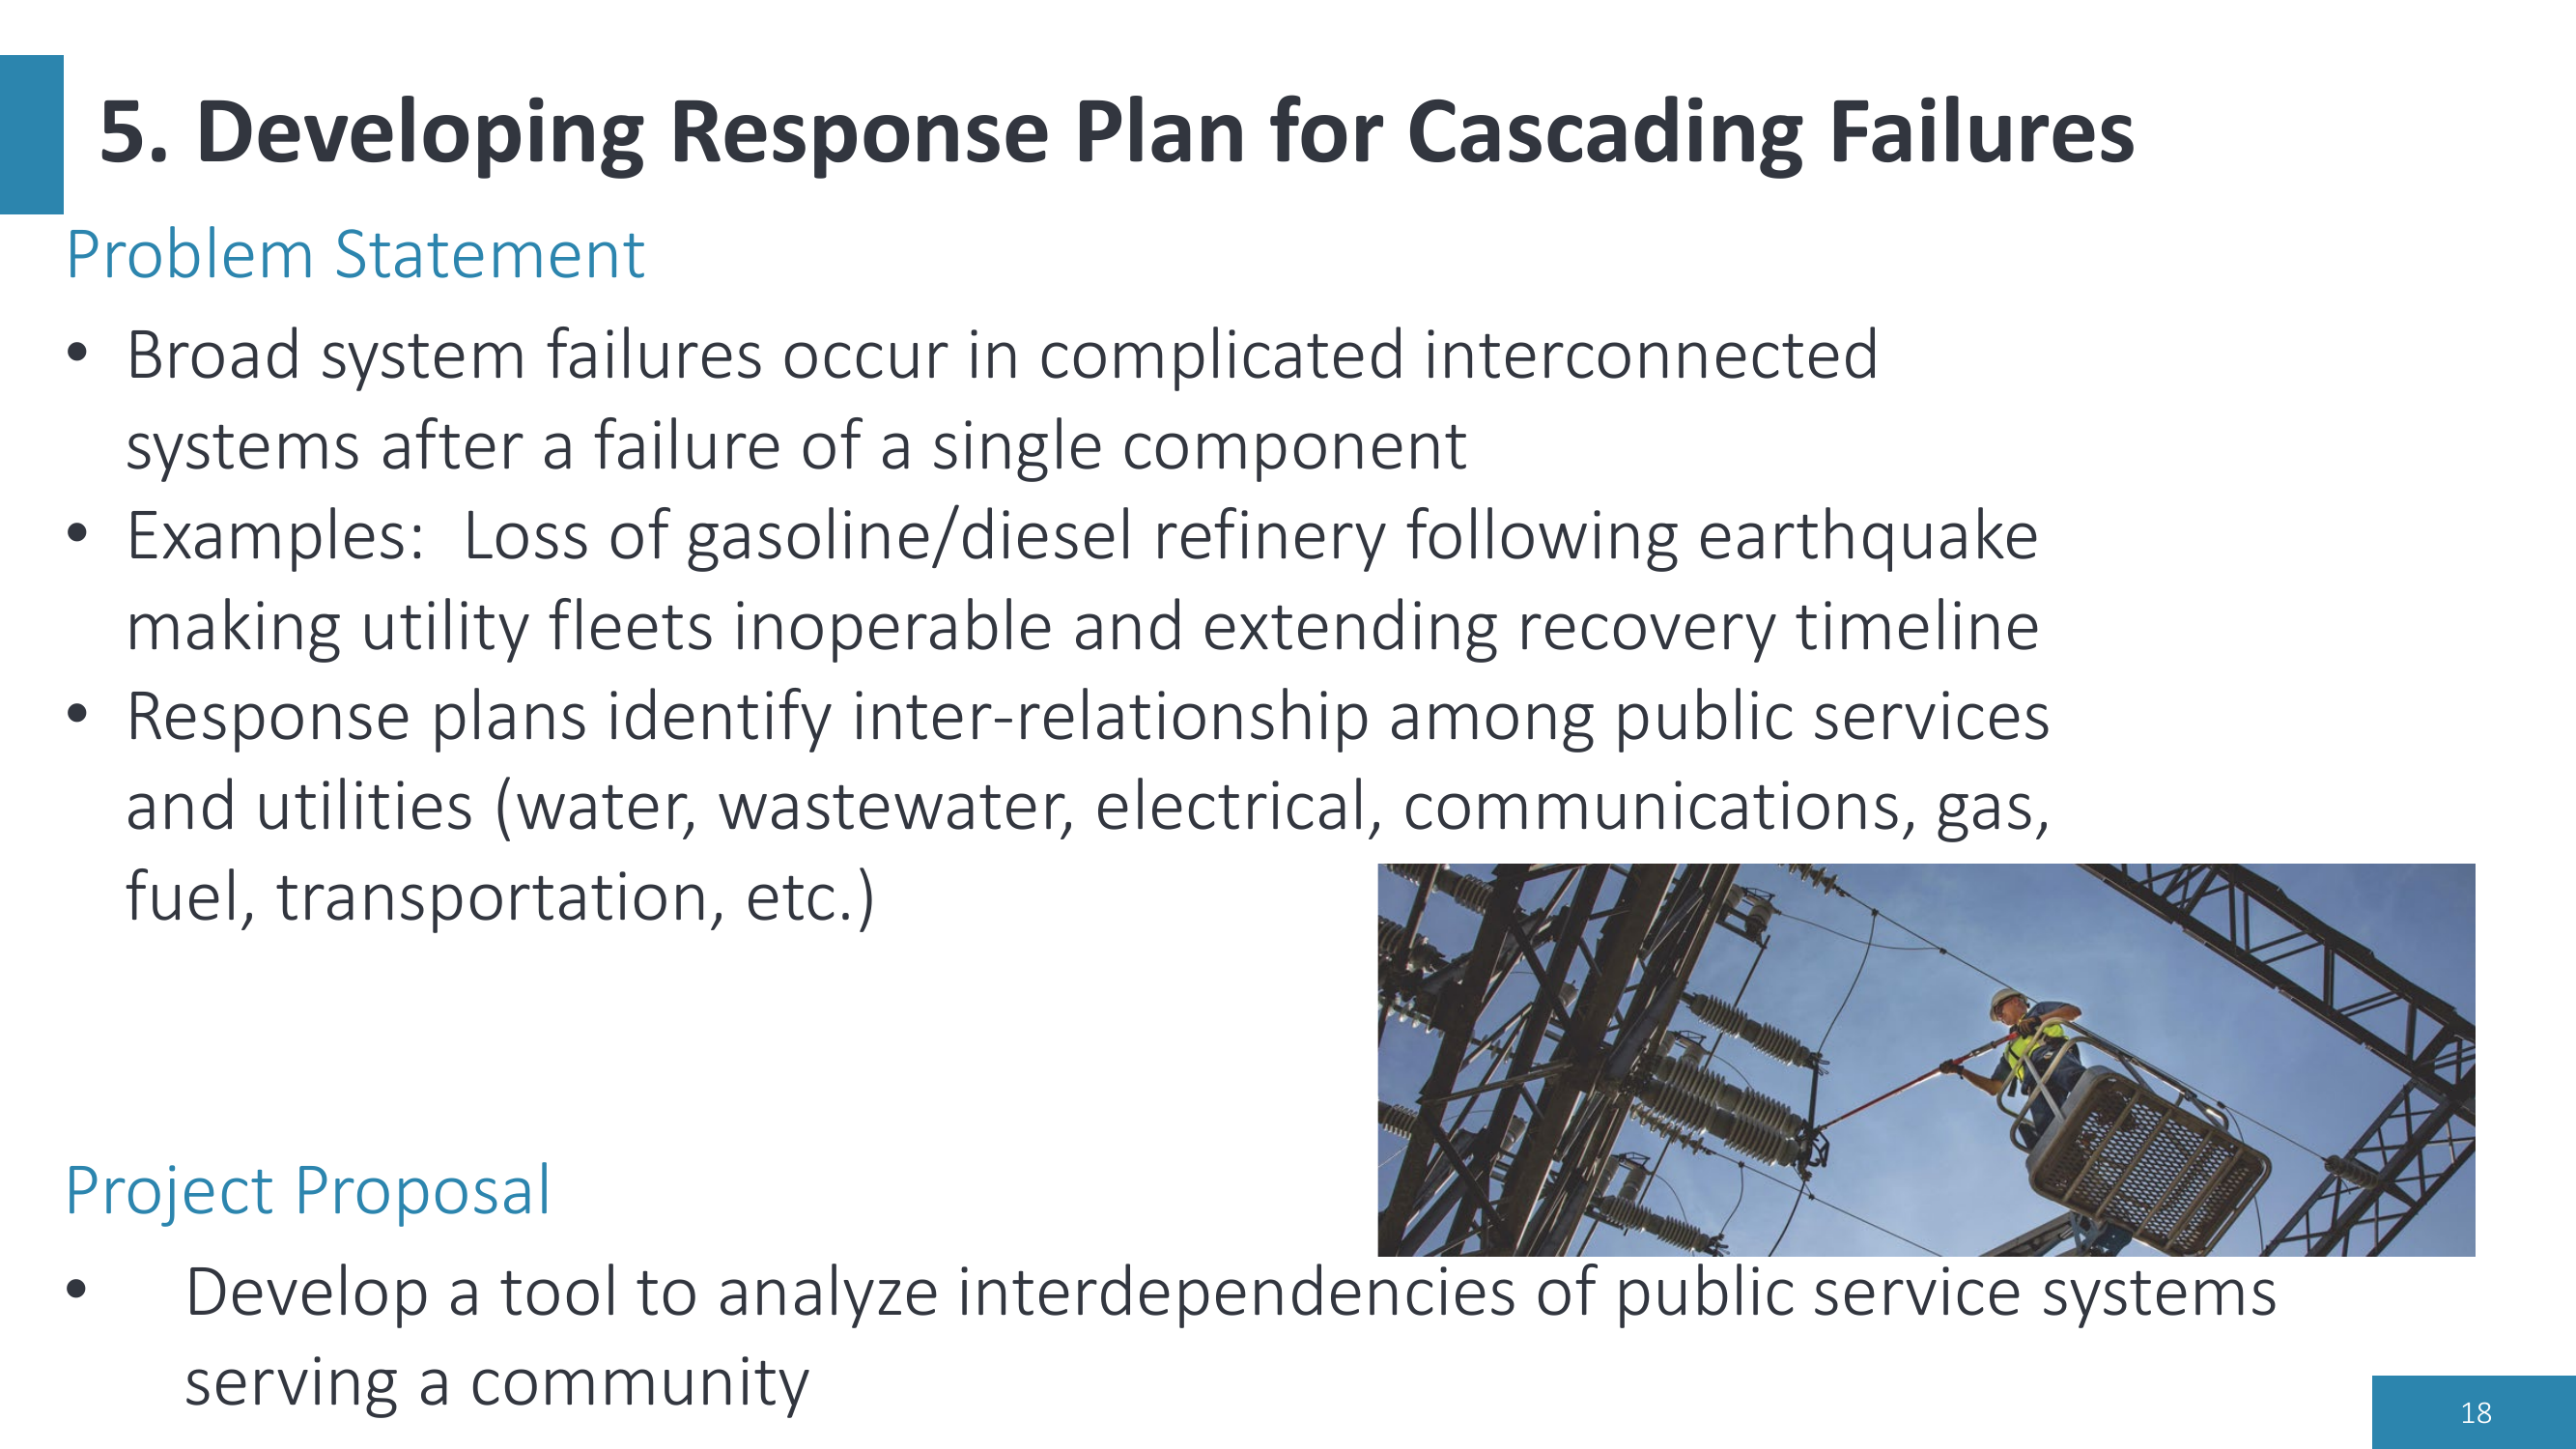 5. Developing Response Plan for Cascading Failures
Problem Statement
• Broad system failures occur in complicated interconnected
systems after a failure of a single component
• Examples:  Loss of gasoline/diesel refinery following earthquake
making utility fleets inoperable and extending recovery timeline
• Response plans identify inter-relationship among public services
and utilities (water, wastewater, electrical, communications, gas,
fuel, transportation, etc.)
Project Proposal
• Develop a tool to analyze interdependencies of public service systems
serving a community
18